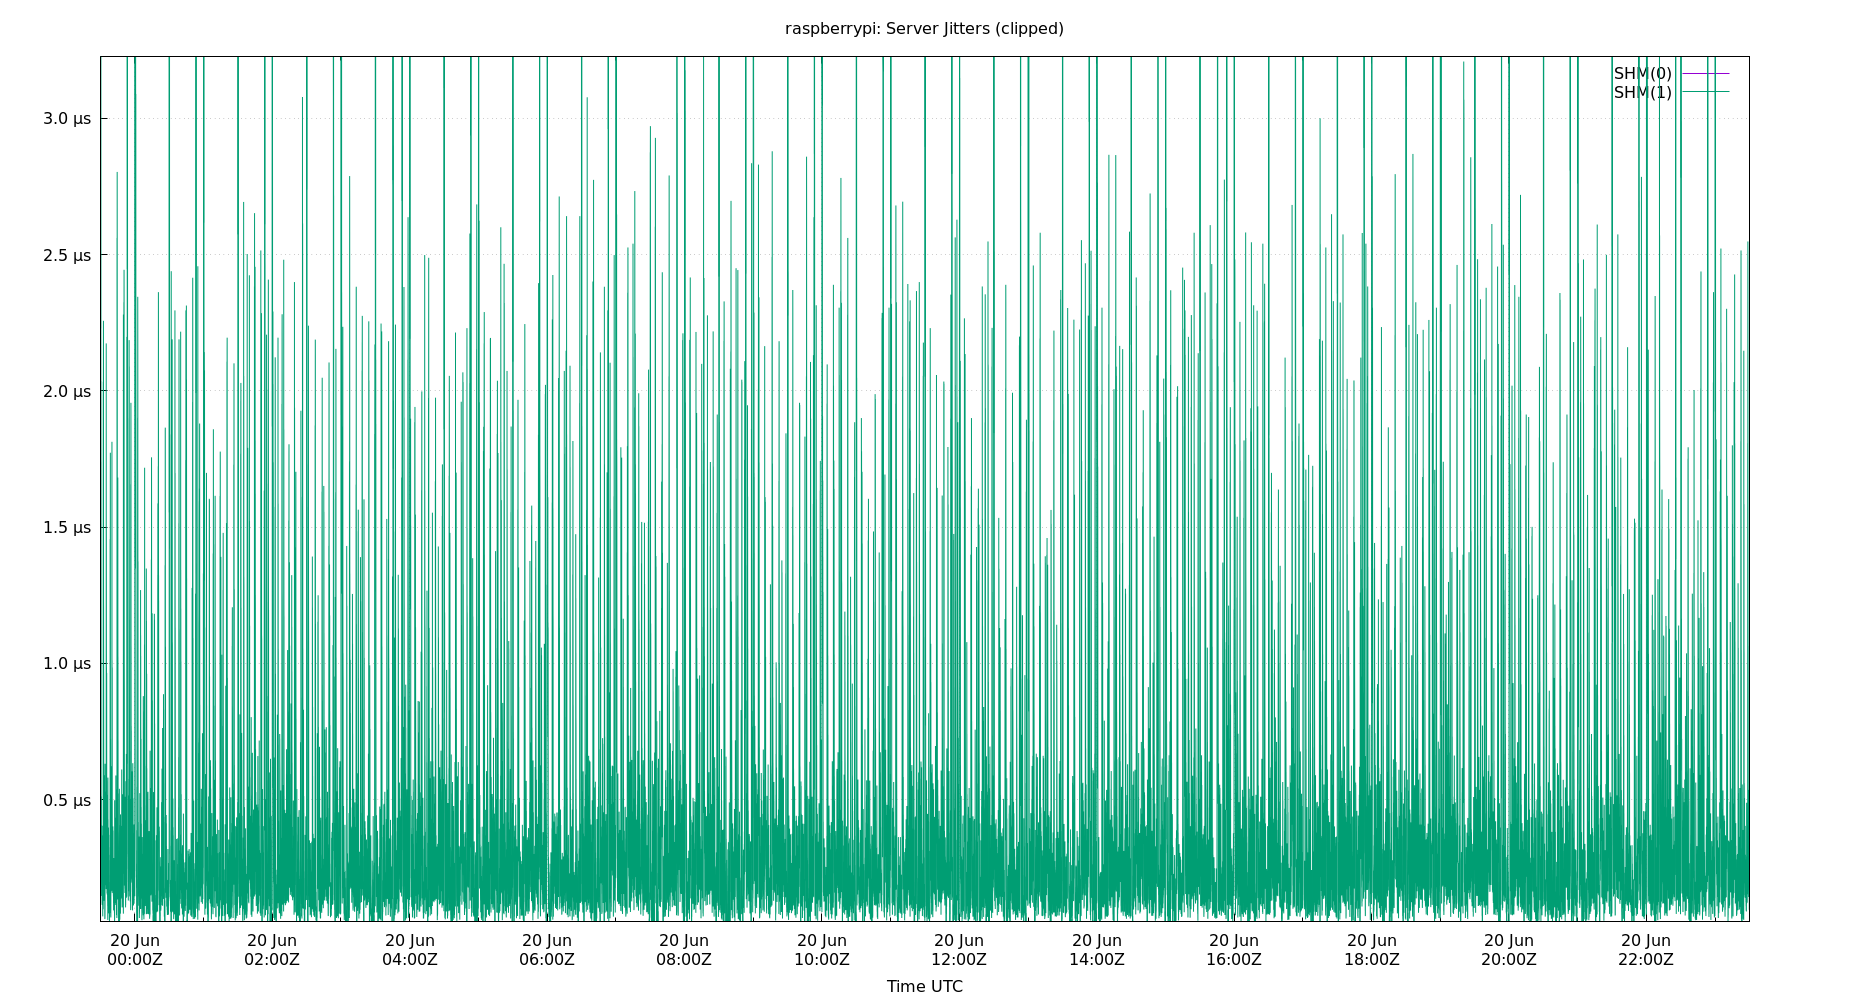 raspberrypi: Server Jitters (clipped)
SHM(0)
SHM(1)
3.0 µs
2.5 µs
2.0 µs
1.5 µs
1.0 µs
0.5 µs
20 Jun 20 Jun 20 Jun 20 Jun 20 Jun 20 Jun 20 Jun 20 Jun 20 Jun 20 Jun 20 Jun 20 Jun
00:00Z 02:00Z 04:00Z 06:00Z 08:00Z 10:00Z 12:00Z 14:00Z 16:00Z 18:00Z 20:00Z 22:00Z
Time UTC